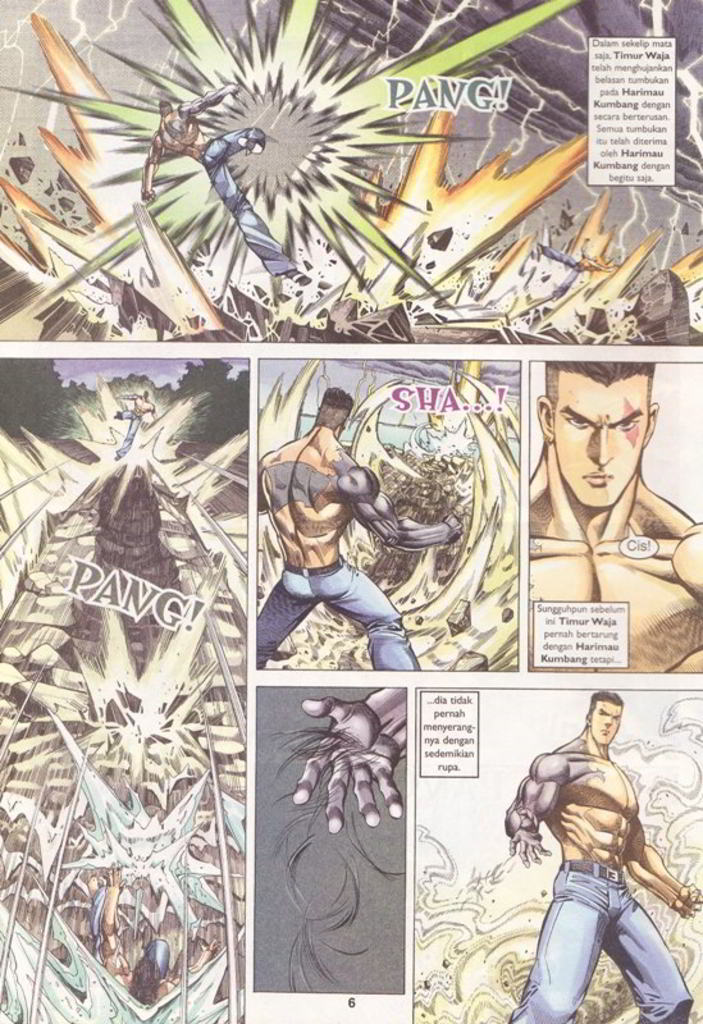 Dalam sekelip mata
saja, Timur Waja
telah menghujankan
belasan tumbukan
pada Harimau
Kumbang dengan
secara berterusan.
Semua tumbukan
itu telah diterima
oleh Harimau
Kumbang dengan
begitu saja.
PANG!
PANG!
SHA...!
Cis!
Sungguhpun sebelum
ini Timur Waja
pernah bertarung
dengan Harimau
Kumbang tetapi...
...dia tidak
pernah
menyerang-
nya dengan
sedemikian
rupa.
6